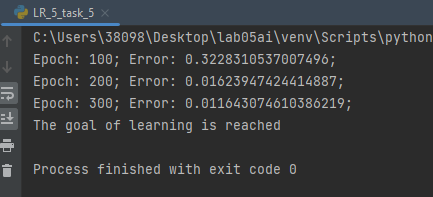 LR_5_task_5
C:\Users\38098\Desktop\lab05ai\venv\Scripts\python
Epoch: 100; Error: 0.3228310537007496;
Epoch: 200; Error: 0.01623947424414887;
Epoch: 300; Error: 0.011643074610386219;
The goal of learning is reached
Process finished with exit code 0